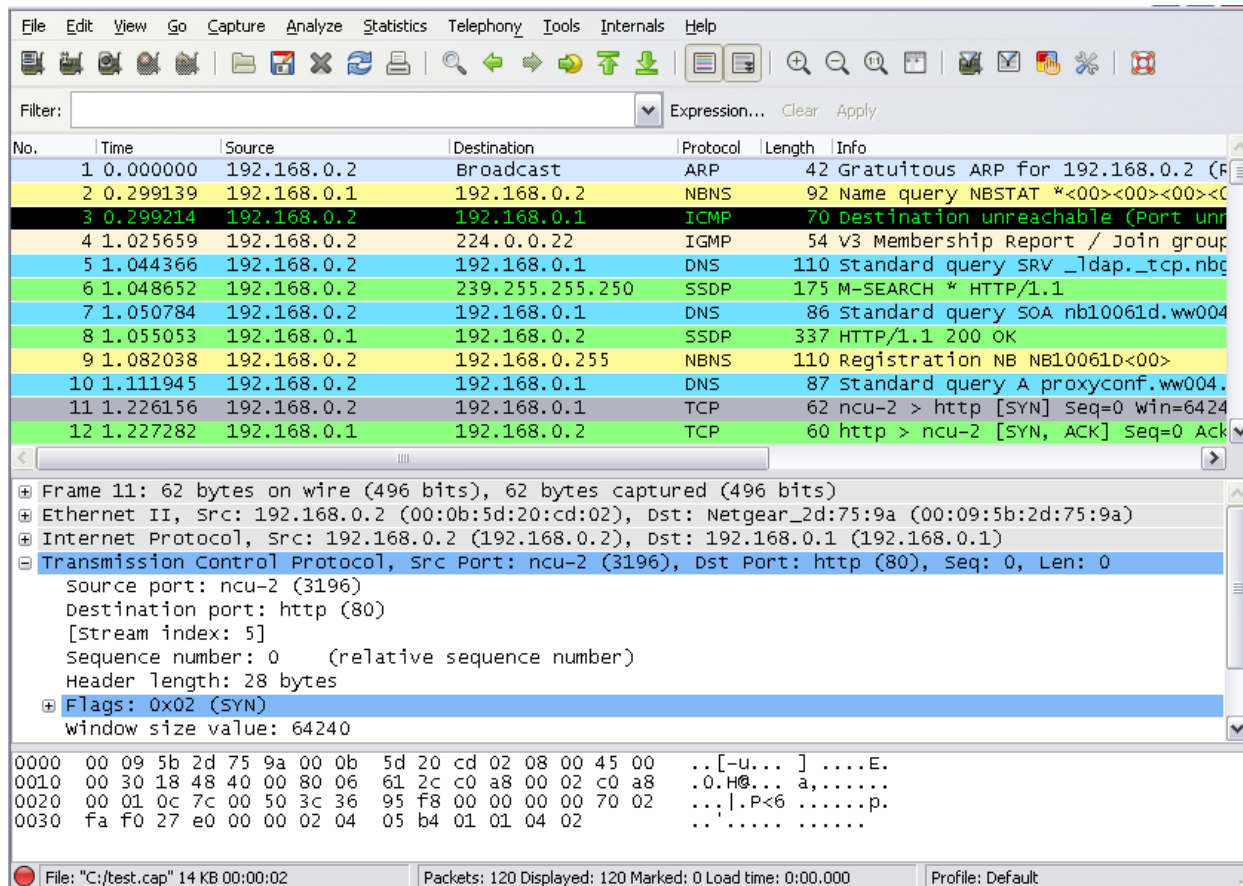 File Edit View Go Capture Analyze Statistics Telephony Tools Internals Help
Filter: Expression... Clear Apply
No. Time Source Destination Protocol Length Info
1 0.000000 192.168.0.2 Broadcast ARP 42 Gratuitous ARP for 192.168.0.2 (R
2 0.299139 192.168.0.1 192.168.0.2 NBNS 92 Name query NBSTAT *<00><00><00><0
3 0.299214 192.168.0.2 192.168.0.1 ICMP 70 Destination unreachable (Port unr
4 1.025659 192.168.0.2 224.0.0.22 IGMP 54 V3 Membership Report / Join group
5 1.044366 192.168.0.2 192.168.0.1 DNS 110 Standard query SRV _ldap._tcp.nbg
6 1.048652 192.168.0.2 239.255.255.250 SSDP 175 M-SEARCH * HTTP/1.1
7 1.050784 192.168.0.2 192.168.0.1 DNS 86 Standard query SOA nb10061d.ww004
8 1.055053 192.168.0.1 192.168.0.2 SSDP 337 HTTP/1.1 200 OK
9 1.082038 192.168.0.2 192.168.0.255 NBNS 110 Registration NB NB10061D<00>
10 1.111945 192.168.0.2 192.168.0.1 DNS 87 Standard query A proxyconf.ww004.
11 1.226156 192.168.0.2 192.168.0.1 TCP 62 ncu-2 > http [SYN] Seq=0 Win=6424
12 1.227282 192.168.0.1 192.168.0.2 TCP 60 http > ncu-2 [SYN, ACK] Seq=0 Ack
Frame 11: 62 bytes on wire (496 bits), 62 bytes captured (496 bits)
Ethernet II, Src: 192.168.0.2 (00:0b:5d:20:cd:02), Dst: Netgear_2d:75:9a (00:09:5b:2d:75:9a)
Internet Protocol, Src: 192.168.0.2 (192.168.0.2), Dst: 192.168.0.1 (192.168.0.1)
Transmission Control Protocol, Src Port: ncu-2 (3196), Dst Port: http (80), Seq: 0, Len: 0
Source port: ncu-2 (3196)
Destination port: http (80)
[Stream index: 5]
Sequence number: 0 (relative sequence number)
Header length: 28 bytes
Flags: 0x02 (SYN)
Window size value: 64240
0000 00 09 5b 2d 75 9a 00 0b 5d 20 cd 02 08 00 45 00 ..[-u... ] ....E.
0010 00 30 18 48 40 00 80 06 61 2c c0 a8 00 02 c0 a8 .0.H@... a,......
0020 00 01 0c 7c 00 50 3c 36 95 f8 00 00 00 00 70 02 ...|.P<6 ......p.
0030 fa f0 27 e0 00 00 02 04 05 b4 01 01 04 02 ..'..... ......
File: "C:/test.cap" 14 KB 00:00:02 Packets: 120 Displayed: 120 Marked: 0 Load time: 0:00.000 Profile: Default